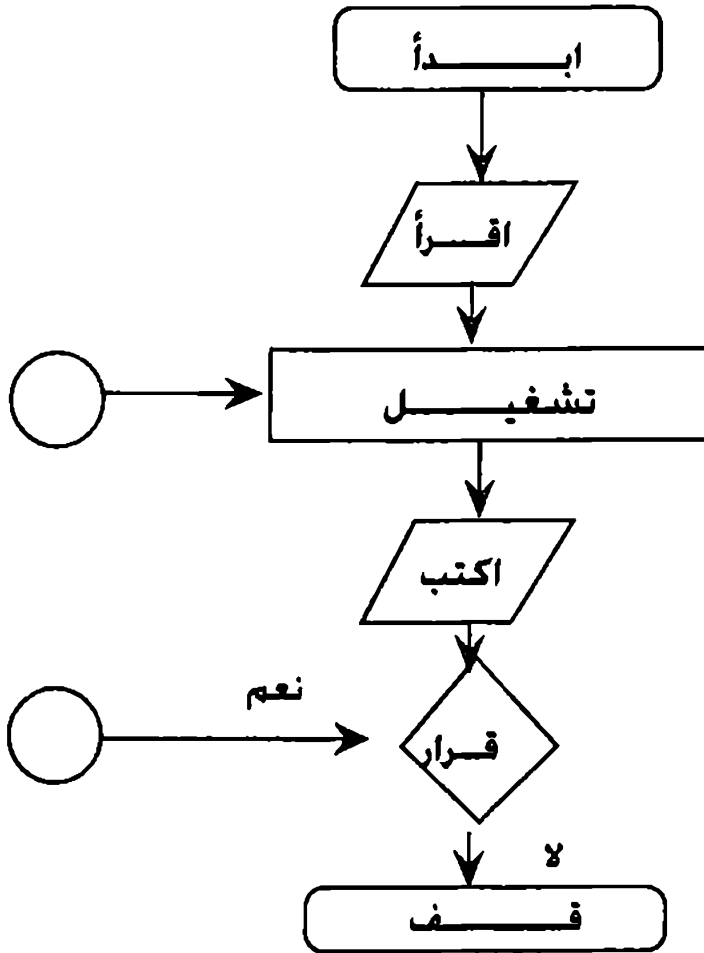 ابدأ
اقرأ
تشغيل
اكتب
نعم
قرار
لا
قف